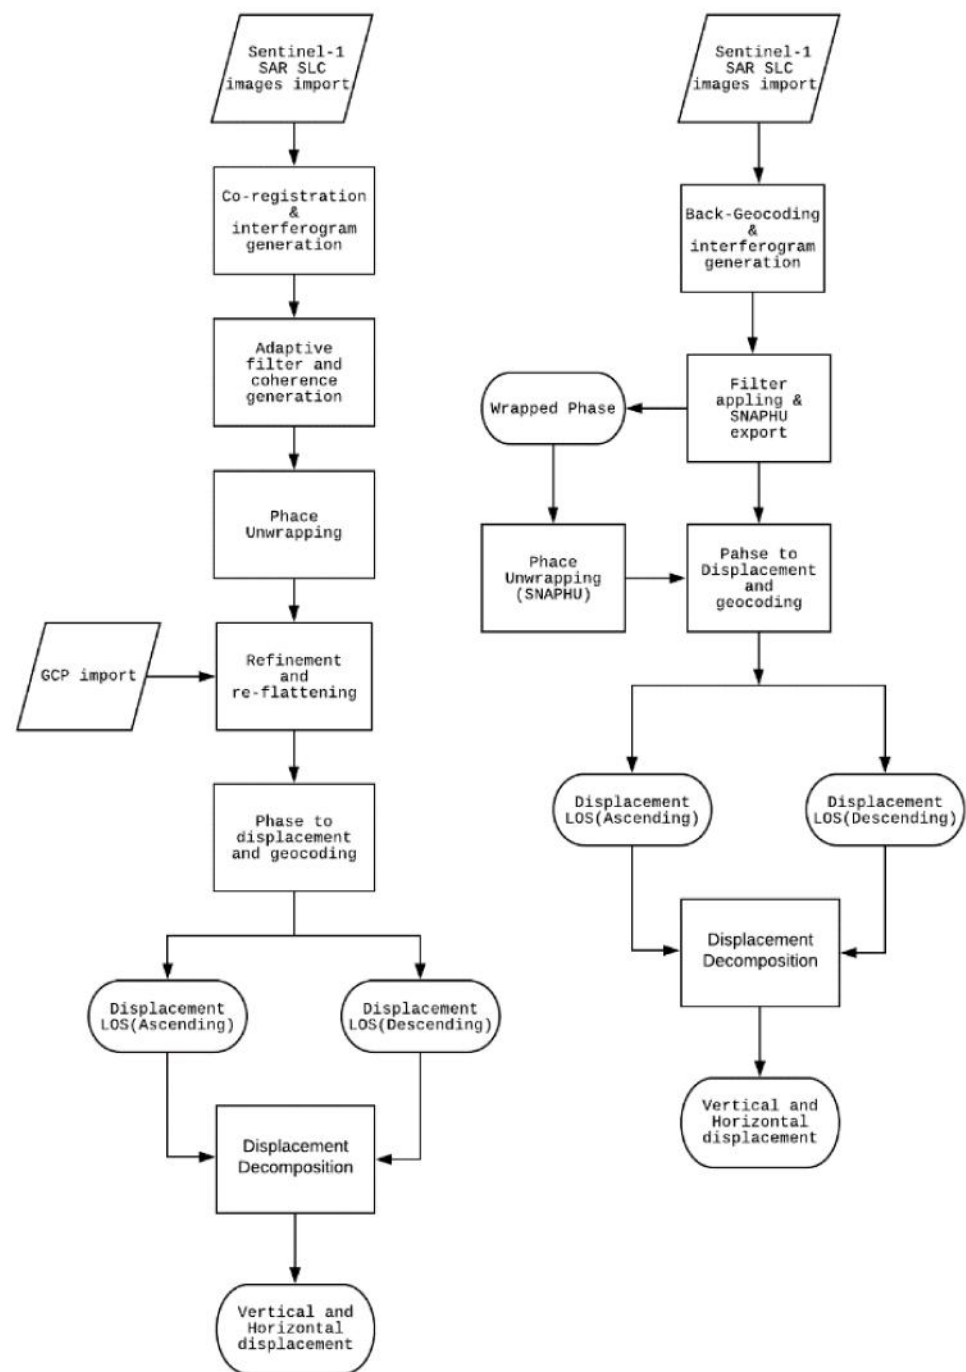 Sentinel-1
SAR SLC
images import
Co-registration
&
interferogram
generation
Adaptive
filter and
coherence
generation
Phace
Unwrapping
GCP import
Refinement
and
re-flattening
Phase to
displacement
and geocoding
Displacement
LOS(Ascending)
Displacement
LOS(Descending)
Displacement
Decomposition
Vertical and
Horizontal
displacement
Sentinel-1
SAR SLC
images import
Back-Geocoding
&
interferogram
generation
Filter
appling &
SNAPHU
export
Wrapped Phase
Phace
Unwrapping
(SNAPHU)
Pahse to
Displacement
and
geocoding
Displacement
LOS(Ascending)
Displacement
LOS(Descending)
Displacement
Decomposition
Vertical and
Horizontal
displacement